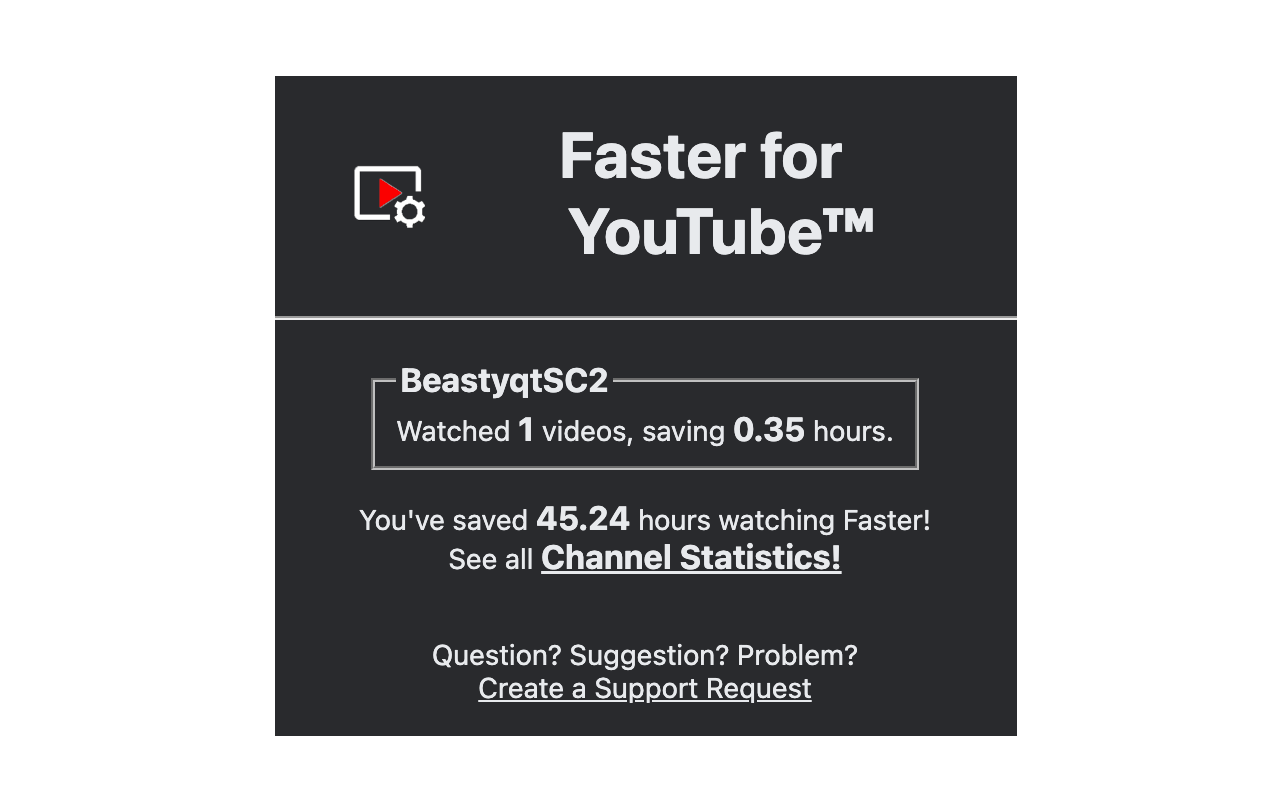 Faster for
YouTube™
BeastyqtSC2
Watched 1 videos, saving 0.35 hours.
You've saved 45.24 hours watching Faster!
See all Channel Statistics!
Question? Suggestion? Problem?
Create a Support Request